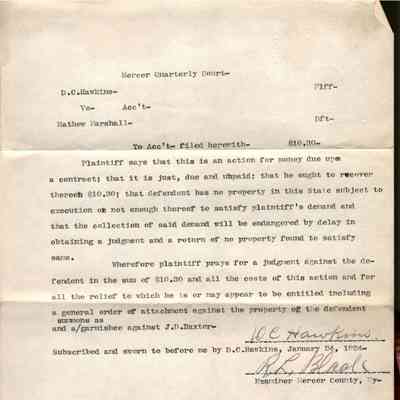 Mercer Quarterly Court-
D.C.Hawkins- Plff-
Vs- Acc't-
Mathew Marshall- Dft-
To Acc't- filed herewith- $10.30-
Plaintiff says that this is an action for money due upon
a contract; that it is just, due and unpaid; that he ought to recover
thereon $10.30; that defendant has no property in this State subject to
execution or not enough thereof to satisfy plaintiff's demand and
that the collection of said demand will be endangered by delay in
obtaining a judgment and a return of no property found to satisfy
same.
Wherefore plaintiff prays for a judgment against the de-
fendent in the sum of $10.30 and all the costs of this action and for
all the relief to which he is or may appear to be entitled including
a general order of attachment against the property of the defendent
summons as
and a/garnishee against J.D.Baxter-
D C Hawkins
Subscribed and sworn to before me by D.C.Hawkins, January 24, 1924-
Examiner Mercer County, Ky-